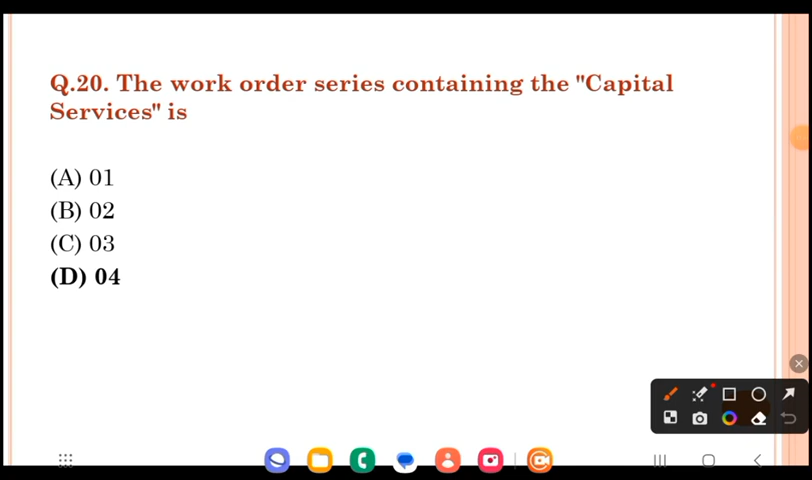 Q.20. The work order series containing the "Capital
Services" is
(A) 01
(B) 02
(C) 03
(D) 04